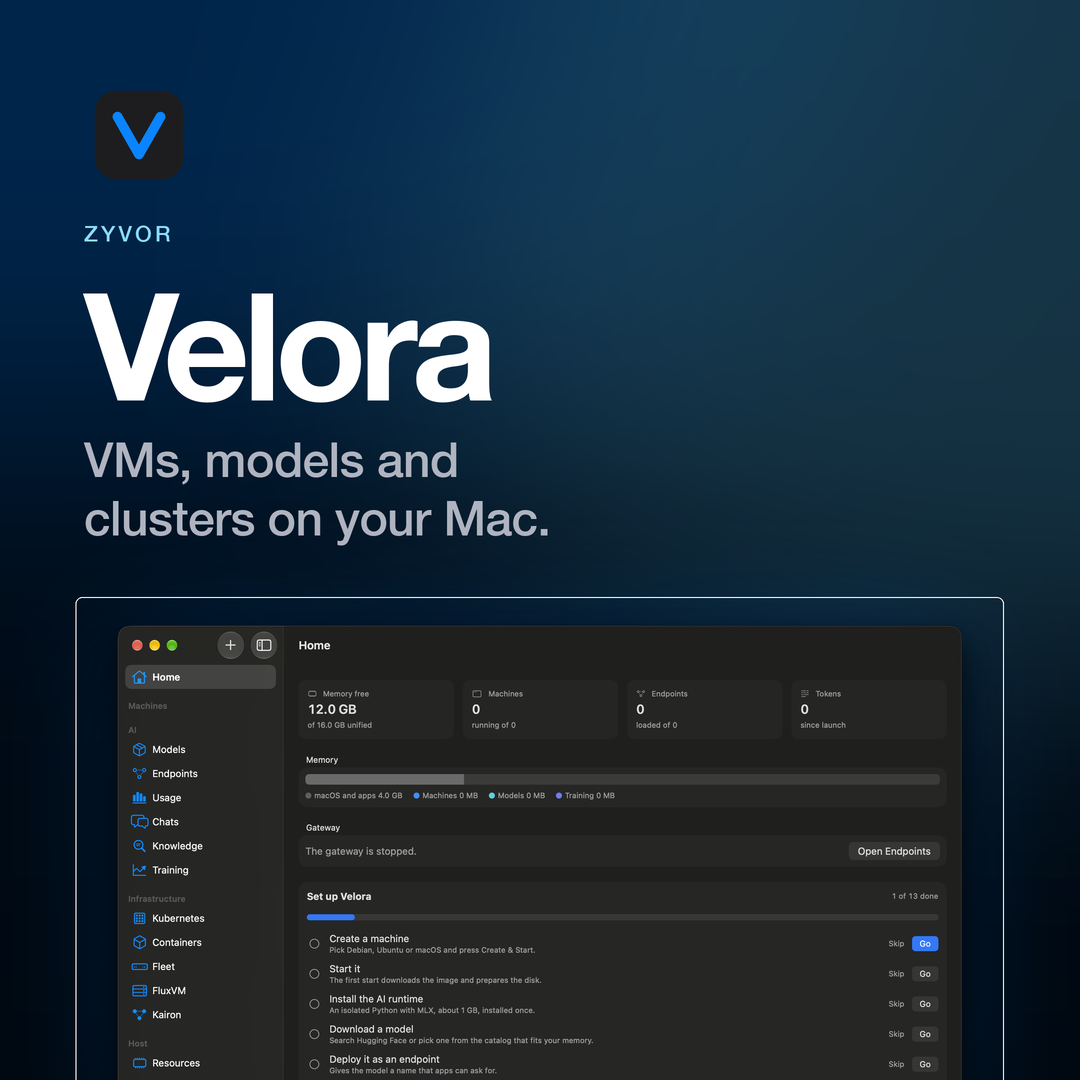 V
ZYVOR
Velora
VMs, models and
clusters on your Mac.
Home
Home
Machines
AI
Models
Endpoints
Usage
Chats
Knowledge
Training
Infrastructure
Kubernetes
Containers
Fleet
FluxVM
Kairon
Host
Resources
Memory free
12.0 GB
of 16.0 GB unified
Machines
0
running of 0
Endpoints
0
loaded of 0
Tokens
0
since launch
Memory
macOS and apps 4.0 GB Machines 0 MB Models 0 MB Training 0 MB
Gateway
The gateway is stopped. Open Endpoints
Set up Velora 1 of 13 done
Create a machine
Pick Debian, Ubuntu or macOS and press Create & Start.
Skip Go
Start it
The first start downloads the image and prepares the disk.
Skip Go
Install the AI runtime
An isolated Python with MLX, about 1 GB, installed once.
Skip Go
Download a model
Search Hugging Face or pick one from the catalog that fits your memory.
Skip Go
Deploy it as an endpoint
Gives the model a name that apps can ask for.
Skip Go